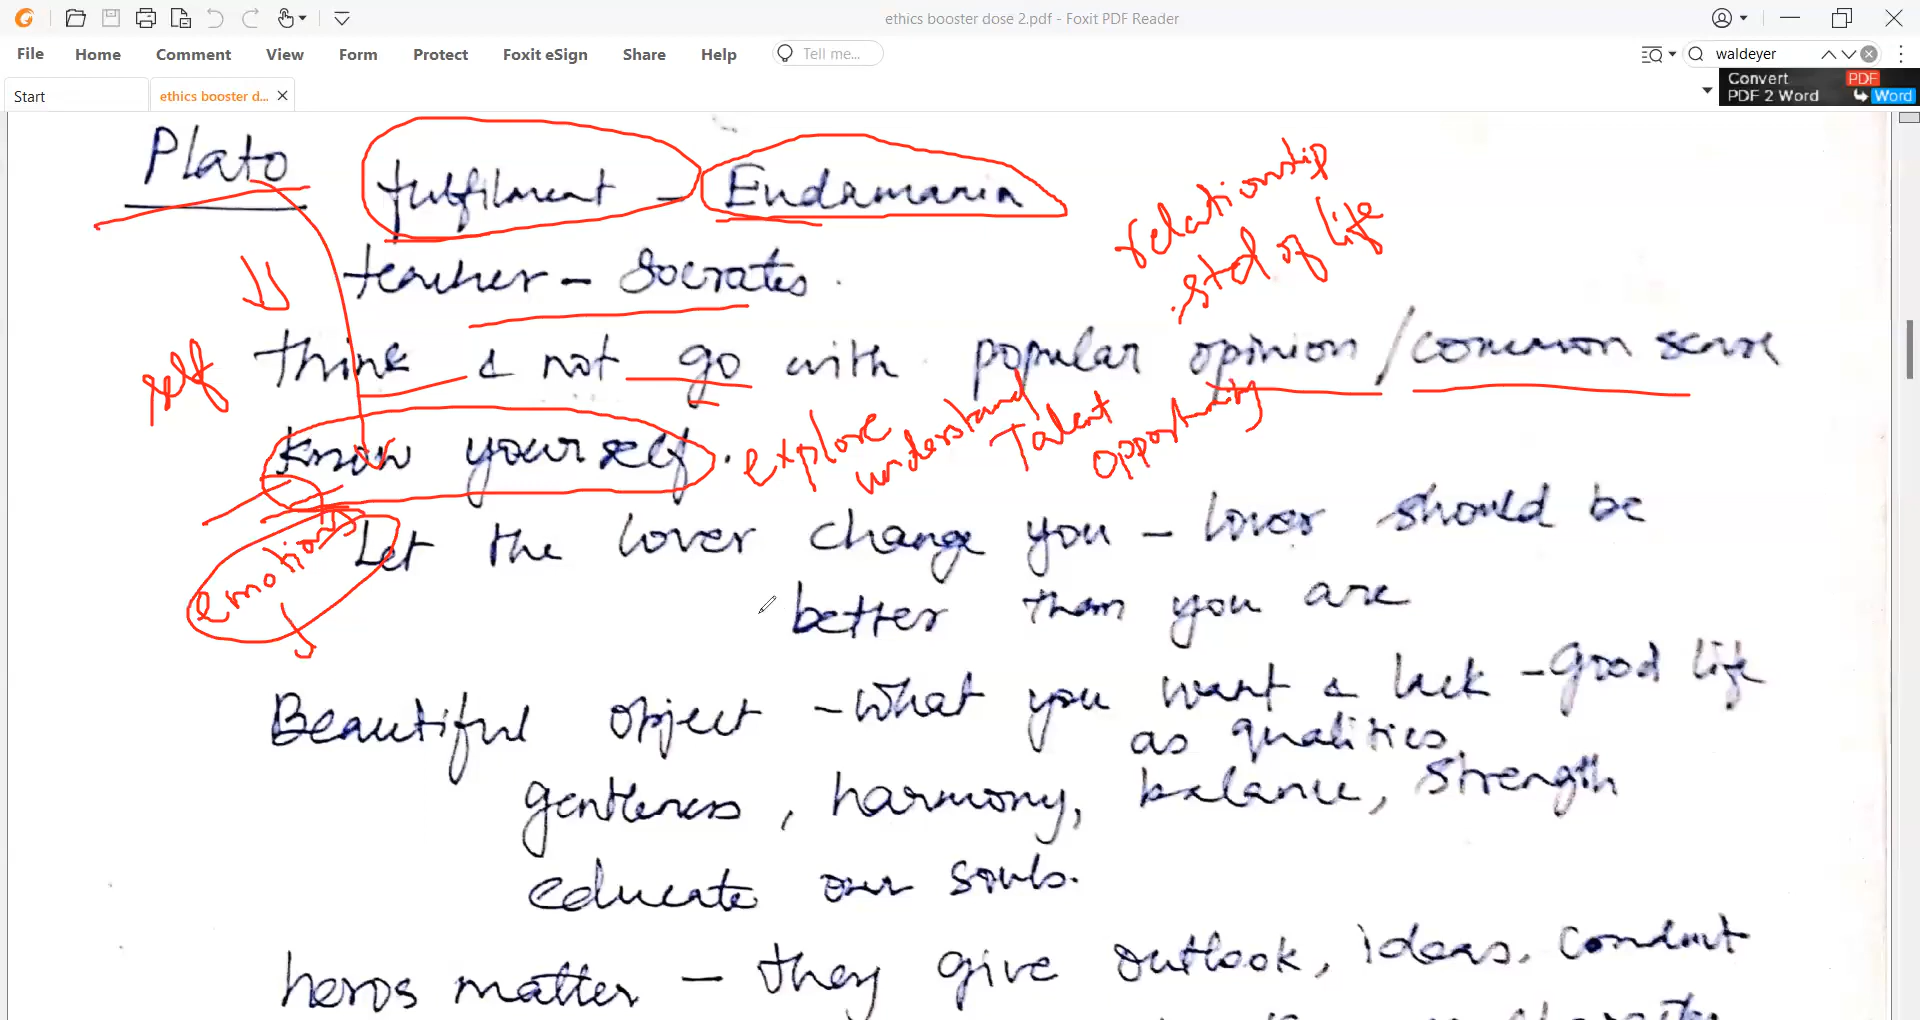 ethics booster dose 2.pdf - Foxit PDF Reader
File Home Comment View Form Protect Foxit eSign Share Help Tell me... waldeyer
Convert PDF
PDF 2 Word Word
Start ethics booster d...
Plato fulfilment - Endamania
relationship
std of life
teacher - Socrates.
self think & not go with popular opinion / common sense
Know yourself. explore understand Talent opportunity
emotions
Let the lover change you - lover should be
better than you are
Beautiful object - what you want & lack - good life
as qualities
gentleness, harmony, balance, strength
educate our souls.
heros matter - they give outlook, ideas, conduct